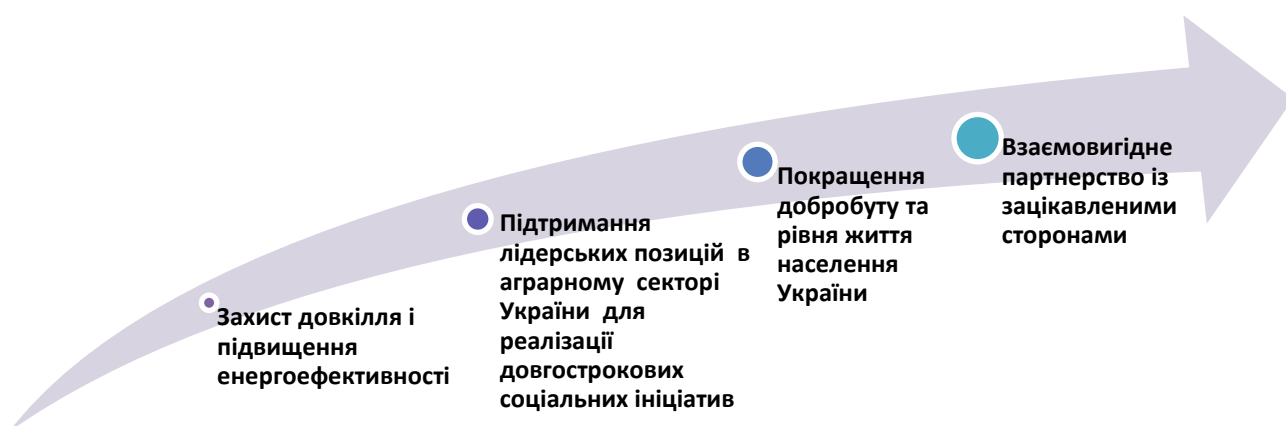 Захист довкілля і
підвищення
енергоефективності
Підтримання
лідерських позицій в
аграрному секторі
України для
реалізації
довгострокових
соціальних ініціатив
Покращення
добробуту та
рівня життя
населення
України
Взаємовигідне
партнерство із
зацікавленими
сторонами